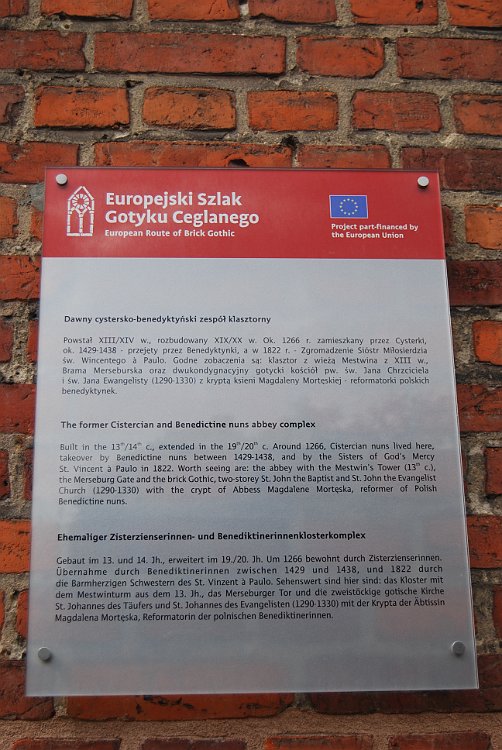 Europejski Szlak
Gotyku Ceglanego
European Route of Brick Gothic
Project part-financed by
the European Union
Dawny cystersko-benedyktyński zespół klasztorny
Powstał XIII/XIV w., rozbudowany XIX/XX w. Ok. 1266 r. zamieszkany przez Cysterki,
ok. 1429-1438 - przejęty przez Benedyktynki, a w 1822 r. - Zgromadzenie Sióstr Miłosierdzia
św. Wincentego à Paulo. Godne zobaczenia są: klasztor z wieżą Mestwina z XIII w.,
Brama Merseburska oraz dwukondygnacyjny gotycki kościół pw. św. Jana Chrzciciela
i św. Jana Ewangelisty (1290-1330) z kryptą ksieni Magdaleny Mortęskiej - reformatorki polskich
benedyktynek.
The former Cistercian and Benedictine nuns abbey complex
Built in the 13th/14th c., extended in the 19th/20th c. Around 1266, Cistercian nuns lived here,
takeover by Benedictine nuns between 1429-1438, and by the Sisters of God's Mercy
St. Vincent a Paulo in 1822. Worth seeing are: the abbey with the Mestwin's Tower (13th c.),
the Merseburg Gate and the brick Gothic, two-storey St. John the Baptist and St. John the Evangelist
Church (1290-1330) with the crypt of Abbess Magdalene Mortęska, reformer of Polish
Benedictine nuns.
Ehemaliger Zisterzienserinnen- und Benediktinerinnenklosterkomplex
Gebaut im 13. und 14. Jh., erweitert im 19./20. Jh. Um 1266 bewohnt durch Zisterzienserinnen.
Übernahme durch Benediktinerinnen zwischen 1429 und 1438, und 1822 durch
die Barmherzigen Schwestern des St. Vinzent à Paulo. Sehenswert sind hier sind: das Kloster mit
dem Mestwinturm aus dem 13. Jh., das Merseburger Tor und die zweistöckige gotische Kirche
St. Johannes des Täufers und St. Johannes des Evangelisten (1290-1330) mit der Krypta der Äbtissin
Magdalena Mortęska, Reformatorin der polnischen Benediktinerinnen.